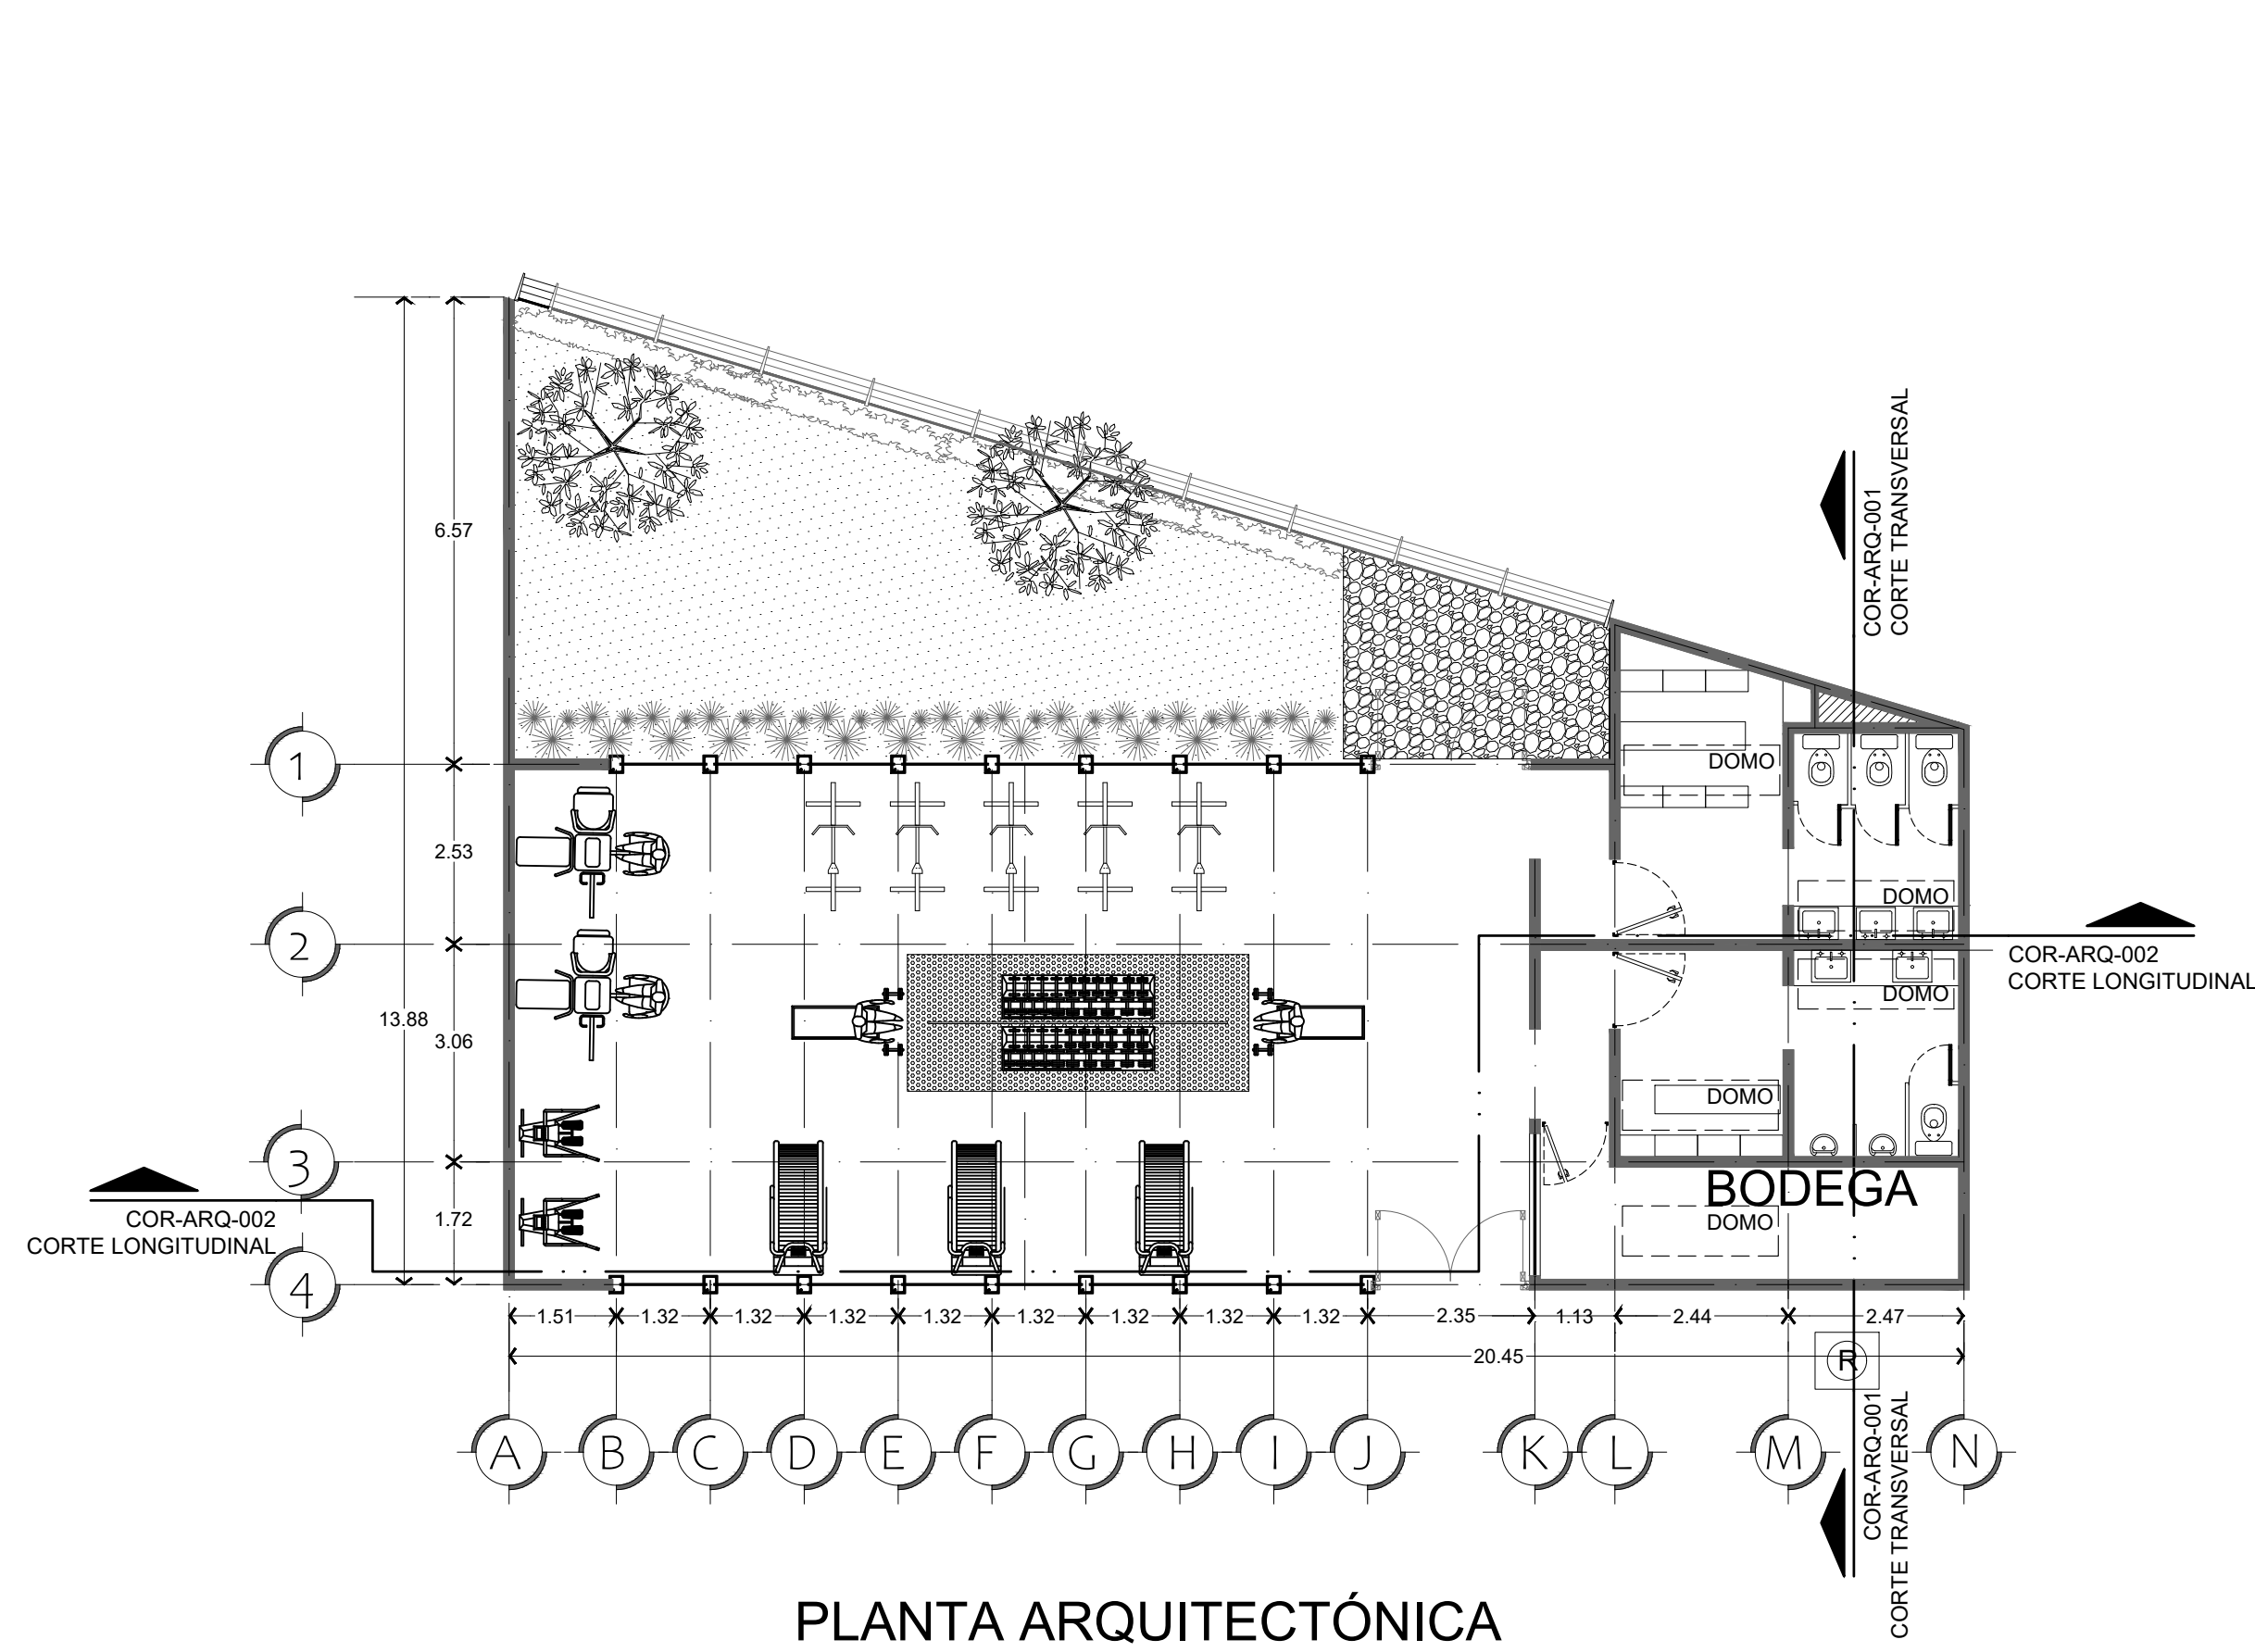 COR-ARQ-001
CORTE TRANSVERSAL
6.57
1
DOMO
2.53
DOMO
2
COR-ARQ-002
CORTE LONGITUDINAL
DOMO
13.88
3.06
DOMO
3
BODEGA
COR-ARQ-002
CORTE LONGITUDINAL
1.72
DOMO
4
1.51 1.32 1.32 1.32 1.32 1.32 1.32 1.32 1.32 2.35 1.13 2.44 2.47
20.45
R
COR-ARQ-001
CORTE TRANSVERSAL
A B C D E F G H I J K L M N
PLANTA ARQUITECTÓNICA